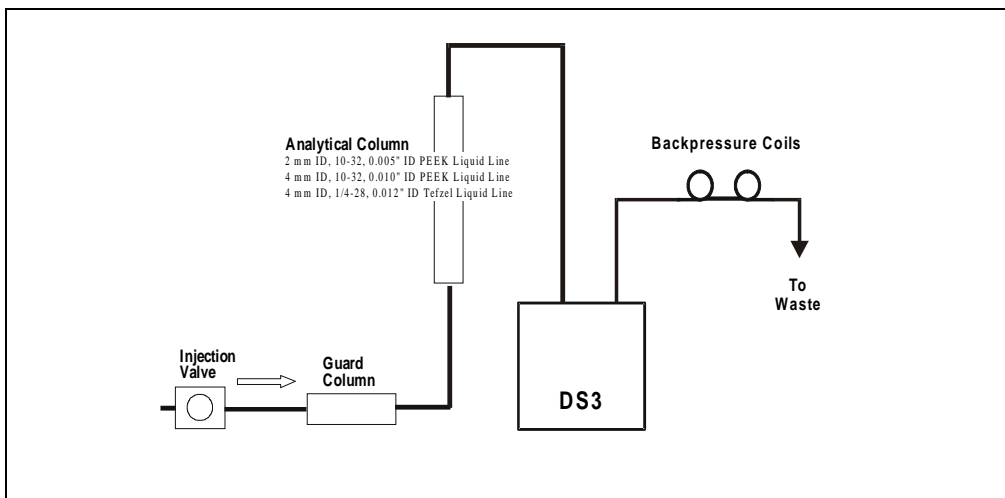 Analytical Column
2 mm ID, 10-32, 0.005" ID PEEK Liquid Line
4 mm ID, 10-32, 0.010" ID PEEK Liquid Line
4 mm ID, 1/4-28, 0.012" ID Tefzel Liquid Line
Backpressure Coils
To
Waste
Injection
Valve
Guard
Column
DS3